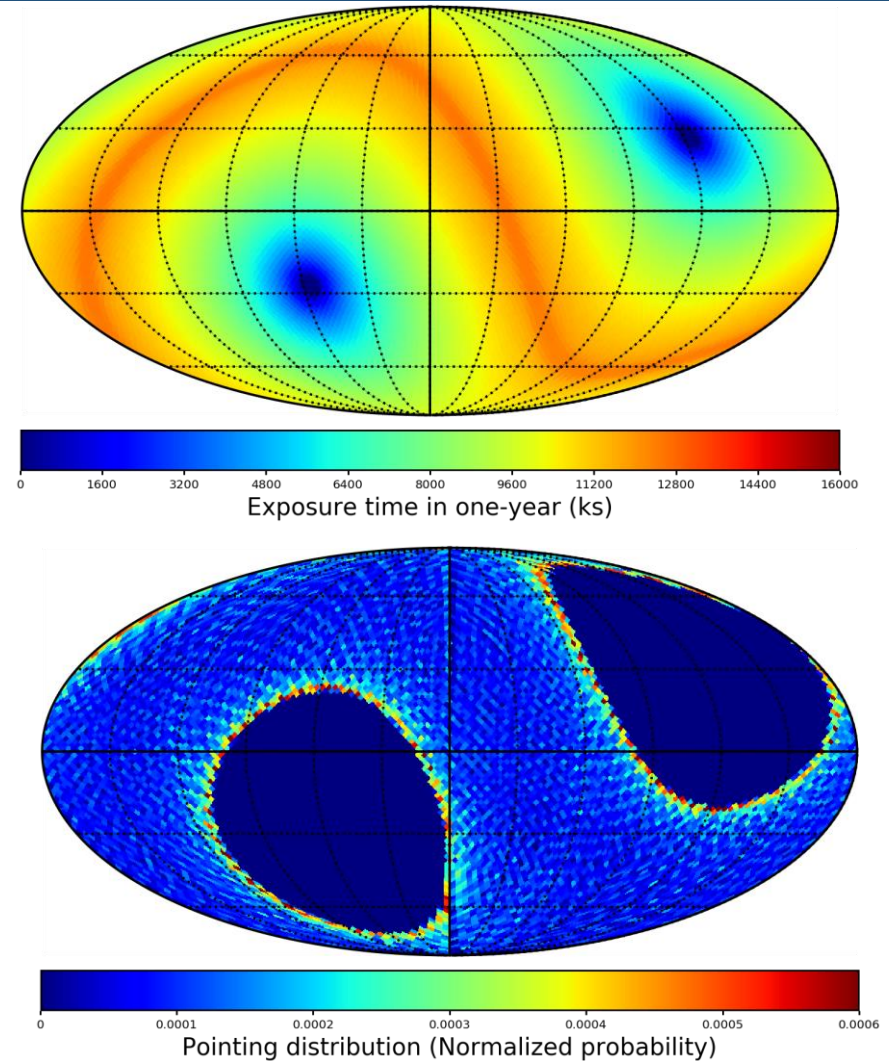 0 1600 3200 4800 6400 8000 9600 11200 12800 14400 16000
Exposure time in one-year (ks)
0 0.0001 0.0002 0.0003 0.0004 0.0005 0.0006
Pointing distribution (Normalized probability)